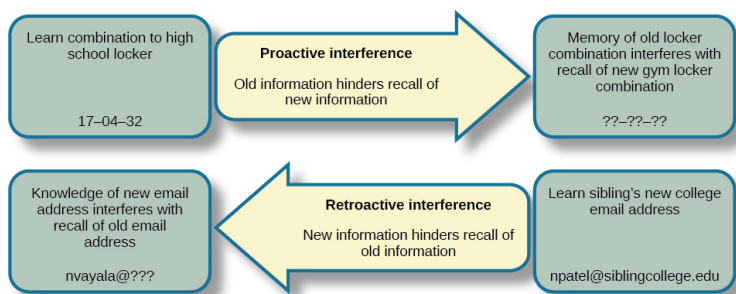 Learn combination to high
school locker
17–04–32
Proactive interference
Old information hinders recall of
new information
Memory of old locker
combination interferes with
recall of new gym locker
combination
??–??–??
Knowledge of new email
address interferes with
recall of old email
address
nvayala@???
Retroactive interference
New information hinders recall of
old information
Learn sibling's new college
email address
npatel@siblingcollege.edu